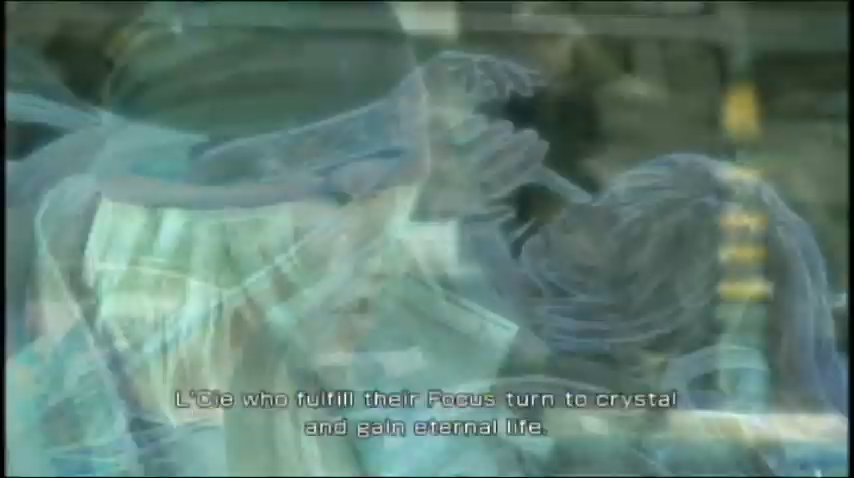 L'Cie who fulfill their Focus turn to crystal
and gain eternal life.